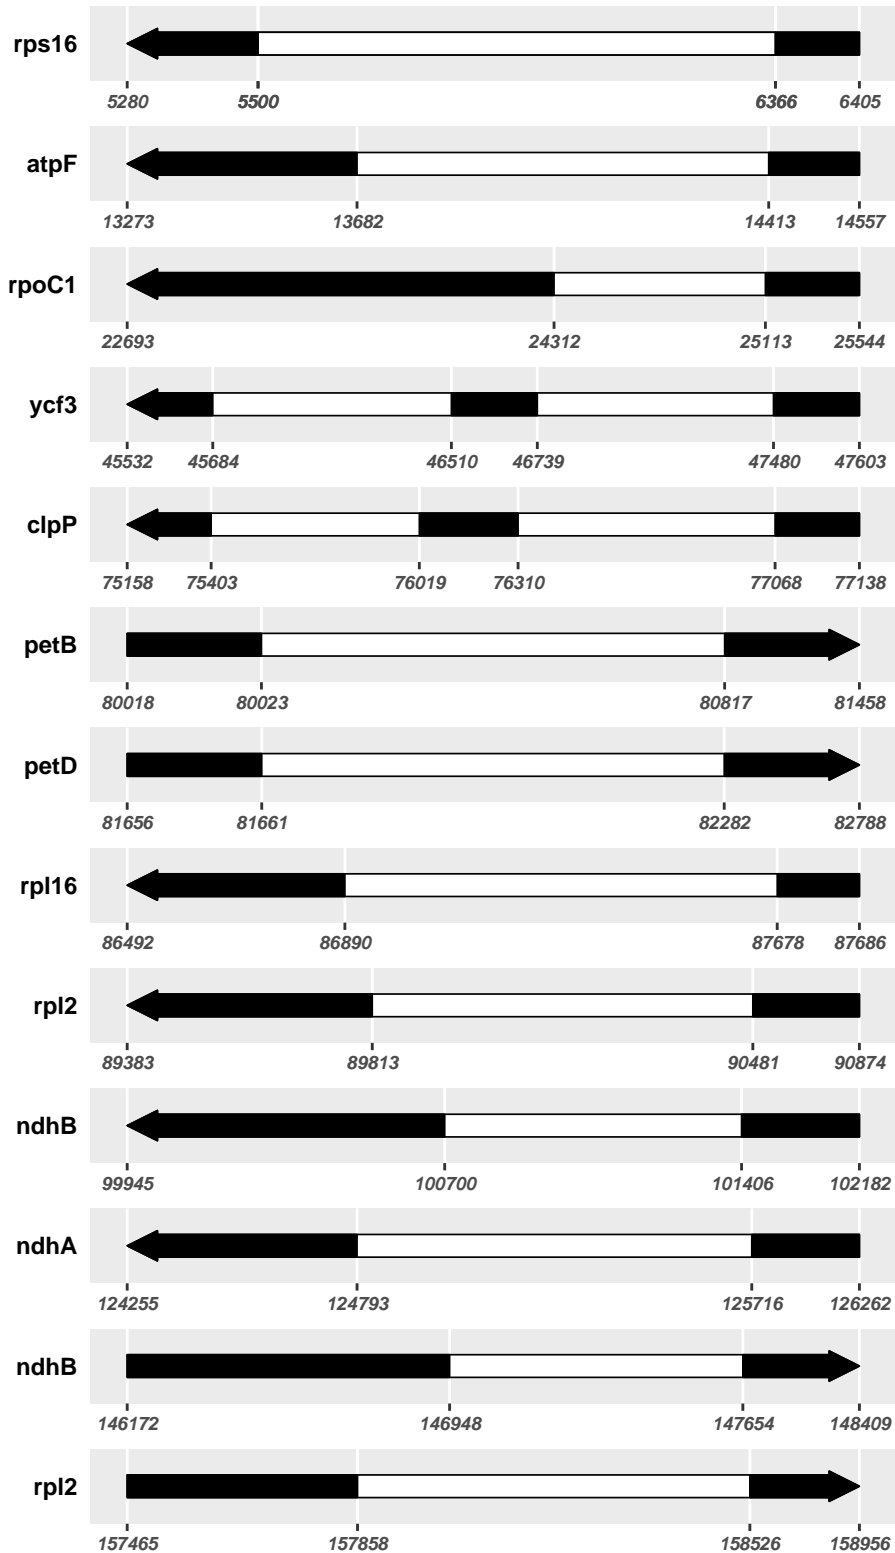 rps16
5280 5500 6366 6405
atpF
13273 13682 14413 14557
rpoC1
22693 24312 25113 25544
ycf3
45532 45684 46510 46739 47480 47603
clpP
75158 75403 76019 76310 77068 77138
petB
80018 80023 80817 81458
petD
81656 81661 82282 82788
rpl16
86492 86890 87678 87686
rpl2
89383 89813 90481 90874
ndhB
99945 100700 101406 102182
ndhA
124255 124793 125716 126262
ndhB
146172 146948 147654 148409
rpl2
157465 157858 158526 158956